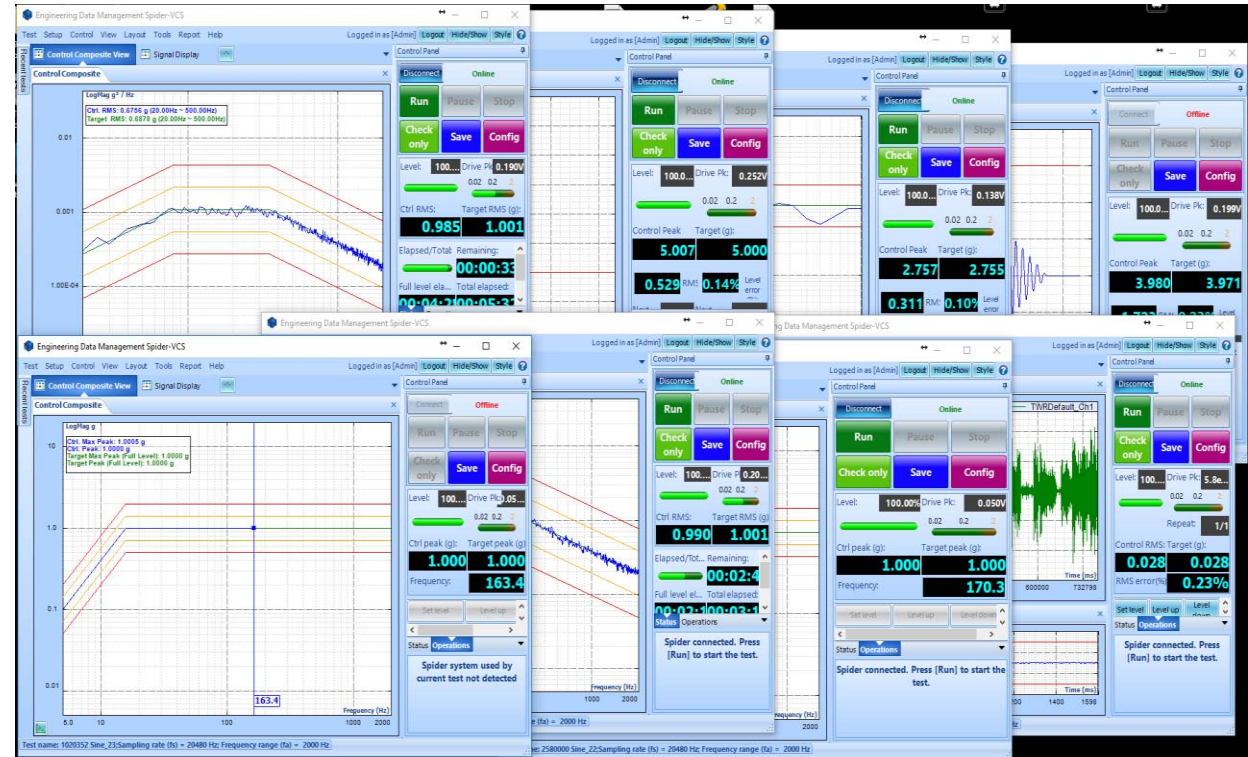 Engineering Data Management Spider-VCS
Test Setup Control View Layout Tools Report Help
Logged in as [Admin] Logout Hide/Show Style
Control Composite View Signal Display
Recent tests
Control Composite
LogMag g² / Hz
Ctrl. RMS: 0.6756 g (20.00Hz ~ 500.00Hz)
Target RMS: 0.6878 g (20.00Hz ~ 500.00Hz)
0.01
0.001
1.00E-04
Control Panel
Disconnect Online
Run Pause Stop
Check only Save Config
Level: 100.... Drive Pk: 0.190V
0.02 0.2 2
Ctrl RMS: Target RMS (g):
0.985 1.001
Elapsed/Total: Remaining:
00:00:33
Full level ela... Total elapsed:
Logged in as [Admin] Logout Hide/Show Style
Control Panel
Disconnect Online
Run Pause Stop
Check only Save Config
Level: 100.0... Drive Pk: 0.252V
0.02 0.2 2
Control Peak Target (g):
5.007 5.000
0.529 RMS 0.14% Level error
Logged in as [Admin] Logout Hide/Show Style
Control Panel
Disconnect Online
Run Pause Stop
Check only Save Config
Level: 100.0... Drive Pk: 0.138V
0.02 0.2 2
Control Peak Target (g):
2.757 2.755
0.311 RM: 0.10% Level error
Logged in as [Admin] Logout Hide/Show Style
Control Panel
Connect Offline
Run Pause Stop
Check only Save Config
Level: 100.0... Drive Pk: 0.199V
0.02 0.2 2
Control Peak Target (g):
3.980 3.971
Engineering Data Management Spider-VCS
Test Setup Control View Layout Tools Report Help
Logged in as [Admin] Logout Hide/Show Style
Control Composite View Signal Display
Recent tests
Control Composite
LogMag g
Ctrl. Max Peak: 1.0005 g
Ctrl. Peak: 1.0000 g
Target Max Peak (Full Level): 1.0000 g
Target Peak (Full Level): 1.0000 g
10
1.0
0.1
0.01
163.4
Frequency (Hz)
5.0 10 100 1000 2000
Control Panel
Connect Offline
Run Pause Stop
Check only Save Config
Level: 100.... Drive Pk:
0.02 0.2 2
Ctrl peak (g): Target peak (g)
1.000 1.000
Frequency: 163.4
Set level Level up
Status Operations
Spider system used by
current test not detected
Test name: 1020352 Sine_23;Sampling rate (fs) = 20480 Hz; Frequency range (fa) = 2000 Hz
Engineering Data Management Spider-VCS
Logged in as [Admin] Logout Hide/Show Style
Control Panel
Disconnect Online
Run Pause Stop
Check only Save Config
Level: 100.... Drive P 0.20...
0.02 0.2 2
Ctrl RMS: Target RMS (g)
0.990 1.001
Elapsed/Tot... Remaining:
00:02:4
Full level el... Total elapsed:
Status Operations
Spider connected. Press
[Run] to start the test.
Frequency (Hz)
1000 2000
(fa) = 2000 Hz
ng Data Management Spider-VCS
Logged in as [Admin] Logout Hide/Show Style
Control Panel
Disconnect Online
Run Pause Stop
Check only Save Config
Level: 100.00% Drive Pk: 0.050V
0.02 0.2 2
Ctrl peak (g): Target peak (g):
1.000 1.000
Frequency: 170.3
Set level Level up Level down
Status Operations
Spider connected. Press [Run] to start the
test.
requency (Hz)
2000
ne: 2580000 Sine_22;Sampling rate (fs) = 20480 Hz; Frequency range (fa) = 2000 Hz
Logged in as [Admin] Logout Hide/Show Style
TWRDefault_Ch1
Time (ms)
600000 732798
Time (ms)
1400 1598
Control Panel
Disconnect Online
Run Pause Stop
Check only Save Config
Level: 100... Drive Pk: 5.8e...
0.02 0.2 2
Repeat: 1/1
Control RMS: Target (g):
0.028 0.028
RMS error(%) 0.23%
Set level Level up Level down
Status Operations
Spider connected. Press
[Run] to start the test.